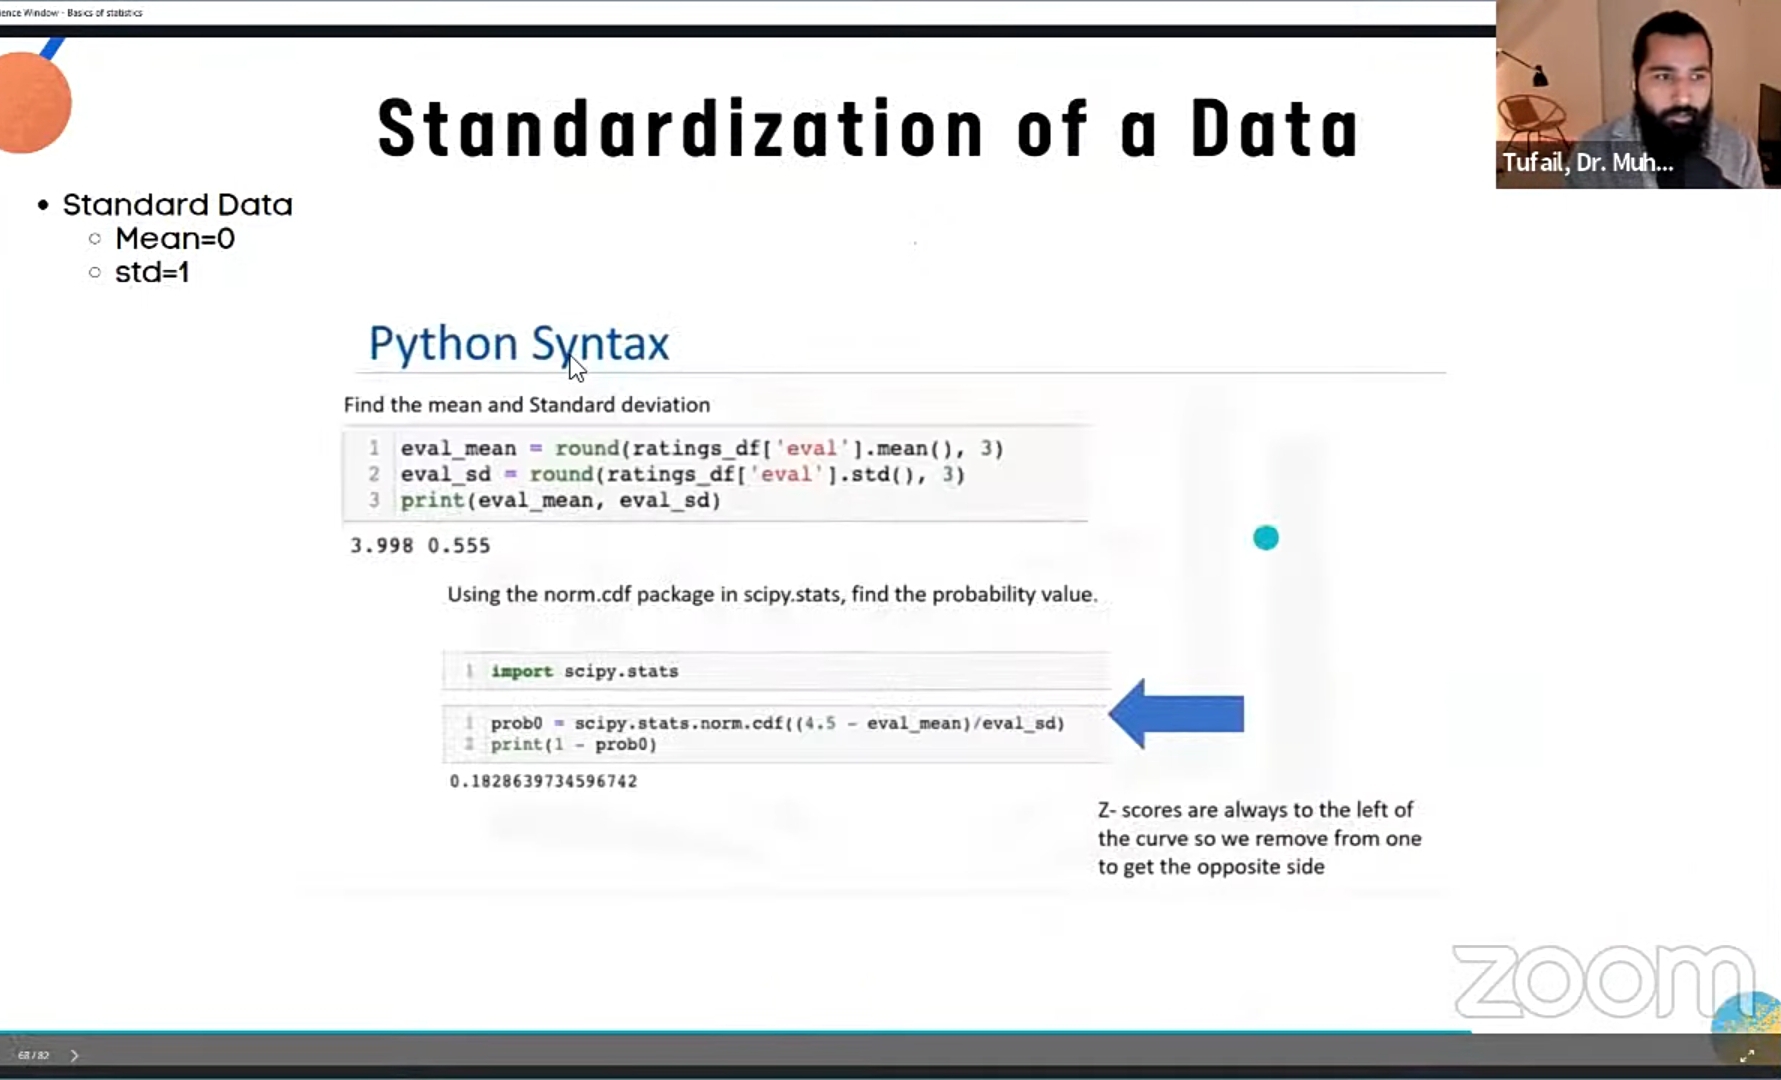 ence Window - Basics of statistics
Standardization of a Data
Tufail, Dr. Muh...
• Standard Data
○ Mean=0
○ std=1
Python Syntax
Find the mean and Standard deviation
1 eval_mean = round(ratings_df['eval'].mean(), 3)
2 eval_sd = round(ratings_df['eval'].std(), 3)
3 print(eval_mean, eval_sd)
3.998 0.555
Using the norm.cdf package in scipy.stats, find the probability value.
1 import scipy.stats
1 prob0 = scipy.stats.norm.cdf((4.5 - eval_mean)/eval_sd)
2 print(1 - prob0)
0.1828639734596742
Z- scores are always to the left of
the curve so we remove from one
to get the opposite side
zoom
68 / 82